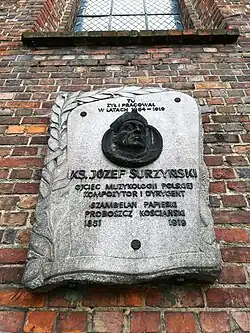 TU
ŻYŁ I PRACOWAŁ
W LATACH 1894-1919
KS. JÓZEF SURZYŃSKI
OJCIEC MUZYKOLOGII POLSKIEJ
KOMPOZYTOR I DYRYGENT
SZAMBELAN PAPIESKI
PROBOSZCZ KOŚCIAŃSKI
1851 1919